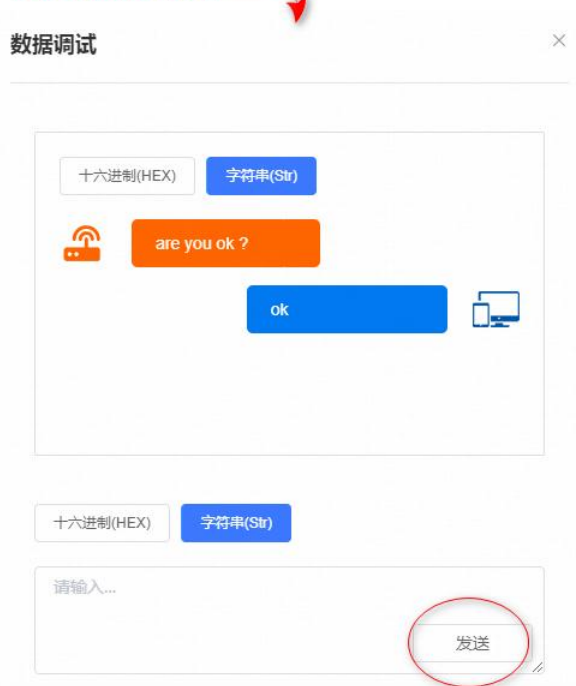 数据调试
十六进制(HEX) 字符串(Str)
are you ok ?
ok
十六进制(HEX) 字符串(Str)
请输入...
发送